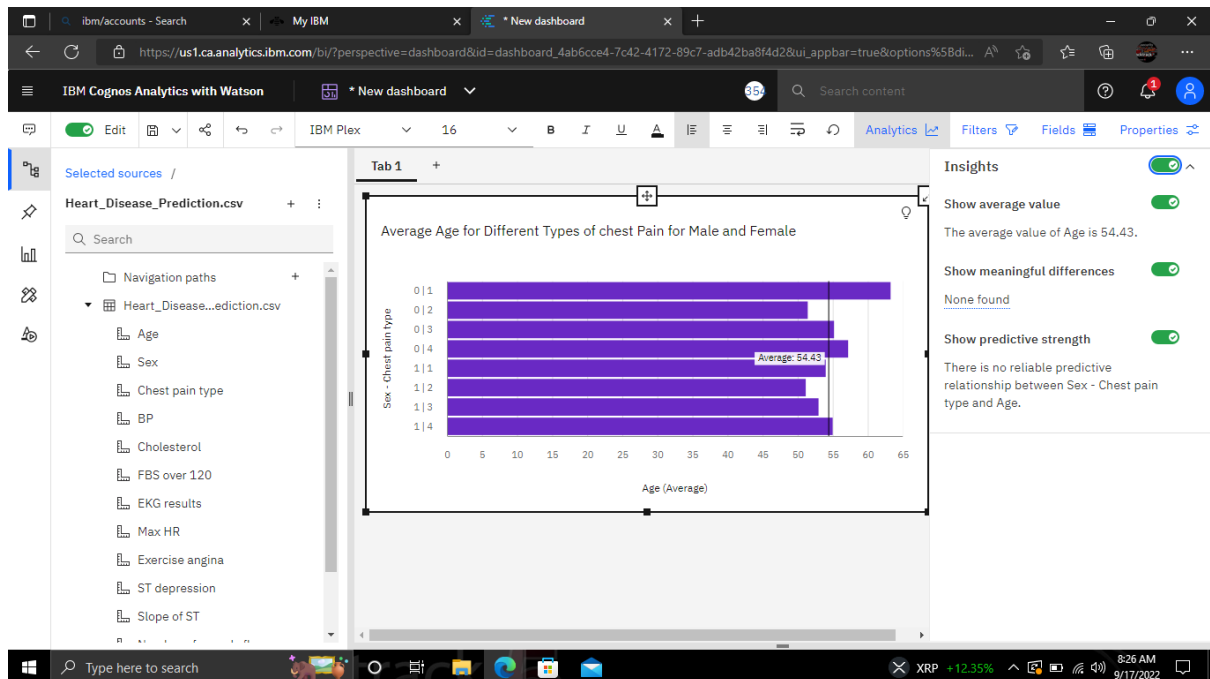 ibm/accounts - Search
My IBM
* New dashboard
https://us1.ca.analytics.ibm.com/bi/?perspective=dashboard&id=dashboard_4ab6cce4-7c42-4172-89c7-adb42ba8f4d2&ui_appbar=true&options%5Bdi...
IBM Cognos Analytics with Watson
* New dashboard
354
Search content
1
Edit
IBM Plex
16
B
I
U
A
Analytics
Filters
Fields
Properties
Selected sources /
Heart_Disease_Prediction.csv
Search
Navigation paths
Heart_Disease...ediction.csv
Age
Sex
Chest pain type
BP
Cholesterol
FBS over 120
EKG results
Max HR
Exercise angina
ST depression
Slope of ST
Tab 1
Average Age for Different Types of chest Pain for Male and Female
Sex - Chest pain type
0|1
0|2
0|3
0|4
1|1
1|2
1|3
1|4
Average: 54.43
0 5 10 15 20 25 30 35 40 45 50 55 60 65
Age (Average)
Insights
Show average value
The average value of Age is 54.43.
Show meaningful differences
None found
Show predictive strength
There is no reliable predictive
relationship between Sex - Chest pain
type and Age.
Type here to search
XRP +12.35%
8:26 AM
9/17/2022